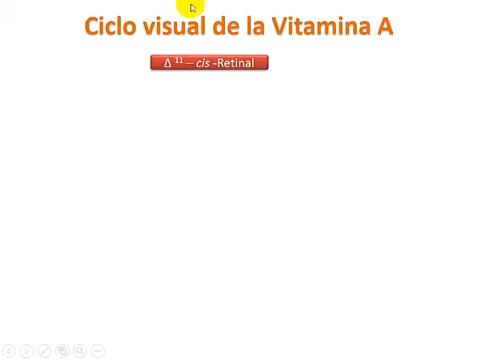 Ciclo visual de la Vitamina A
Δ ¹¹ – cis -Retinal